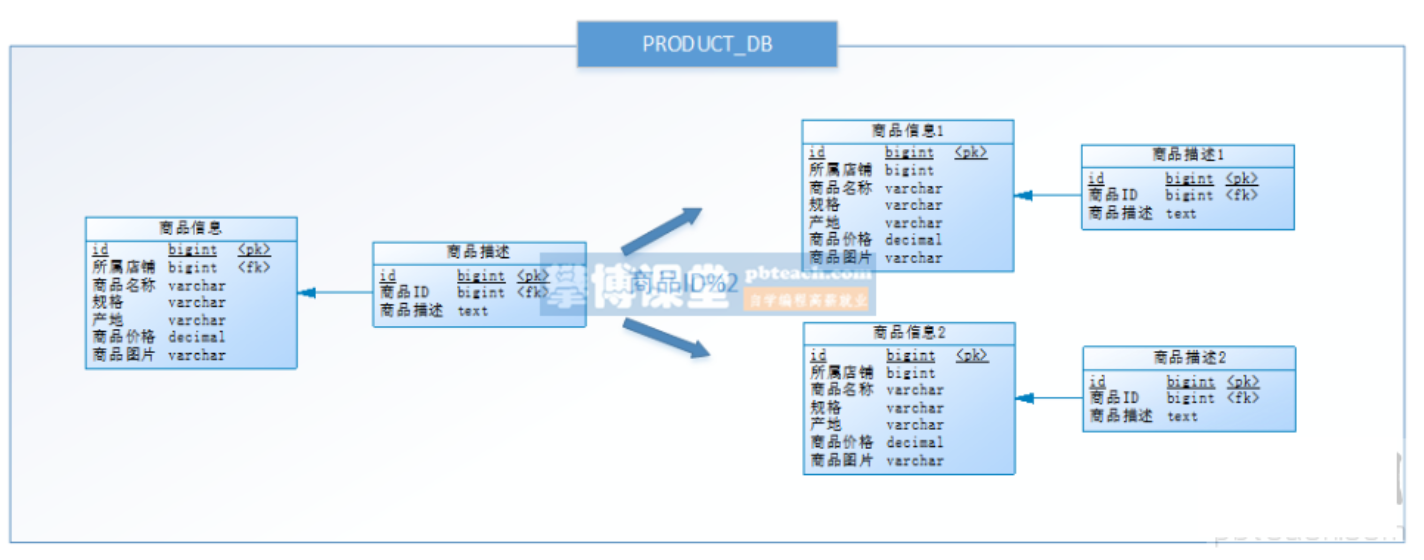 PRODUCT_DB
商品信息
id bigint <pk>
所属店铺 bigint <fk>
商品名称 varchar
规格 varchar
产地 varchar
商品价格 decimal
商品图片 varchar
商品描述
id bigint <pk>
商品ID bigint <fk>
商品描述 text
商品ID%2
攀博课堂
pbteach.com
自学编程高薪就业
商品信息1
id bigint <pk>
所属店铺 bigint
商品名称 varchar
规格 varchar
产地 varchar
商品价格 decimal
商品图片 varchar
商品描述1
id bigint <pk>
商品ID bigint <fk>
商品描述 text
商品信息2
id bigint <pk>
所属店铺 bigint
商品名称 varchar
规格 varchar
产地 varchar
商品价格 decimal
商品图片 varchar
商品描述2
id bigint <pk>
商品ID bigint <fk>
商品描述 text